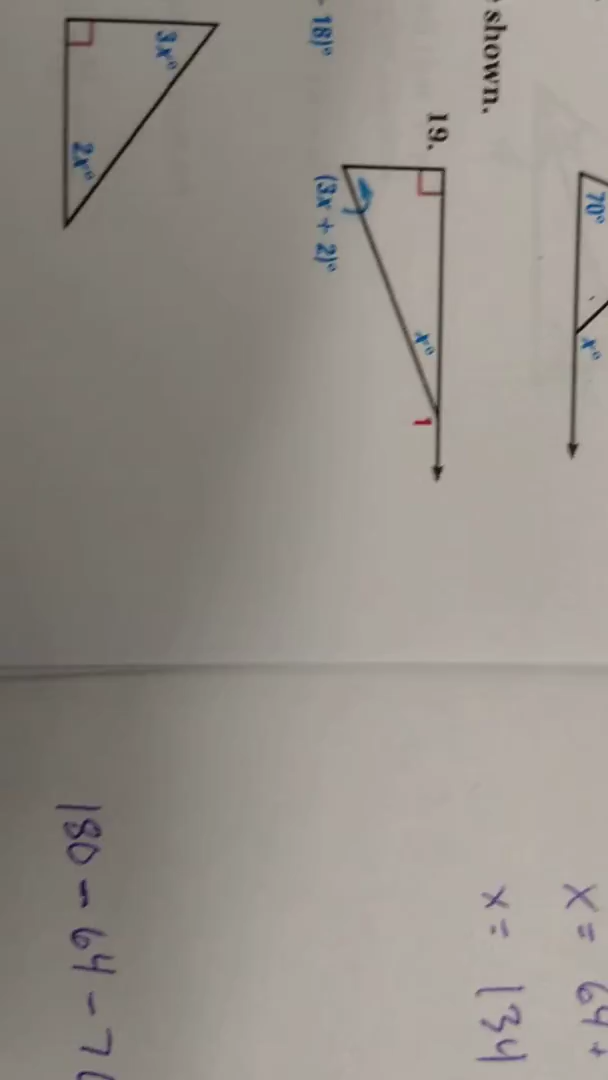 shown.
70°
x°
19.
x°
1
(3x + 2)°
18)°
3x°
2x°
x = 64 +
x = 134
180 - 64 - 7